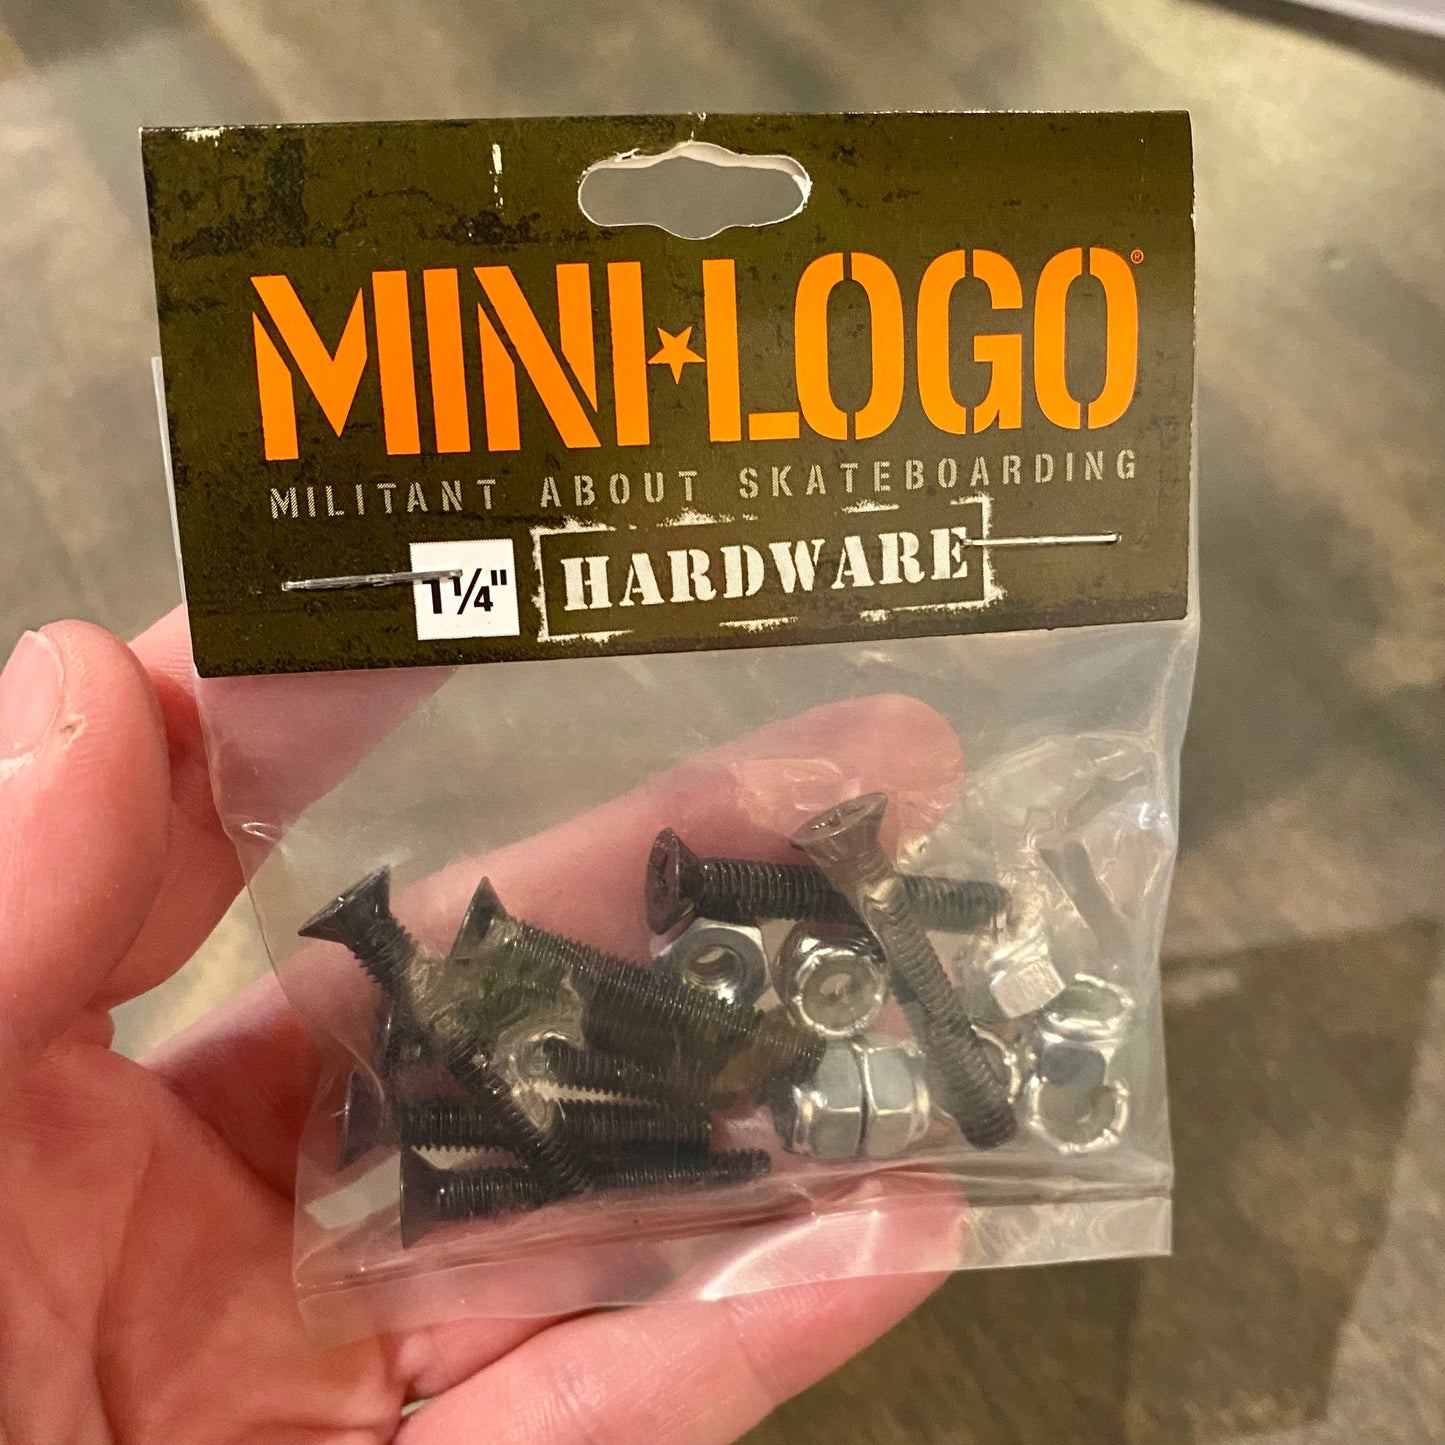 MINI LOGO®
MILITANT ABOUT SKATEBOARDING
1¼" HARDWARE